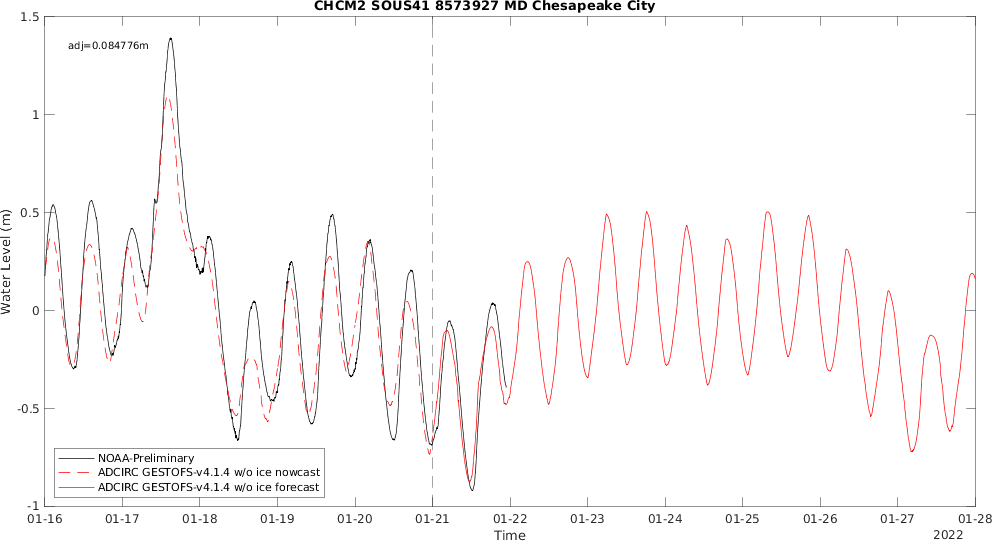 CHCM2 SOUS41 8573927 MD Chesapeake City
adj=0.084776m
Water Level (m)
1.5
1
0.5
0
-0.5
-1
NOAA-Preliminary
ADCIRC GESTOFS-v4.1.4 w/o ice nowcast
ADCIRC GESTOFS-v4.1.4 w/o ice forecast
01-16 01-17 01-18 01-19 01-20 01-21 01-22 01-23 01-24 01-25 01-26 01-27 01-28
Time
2022